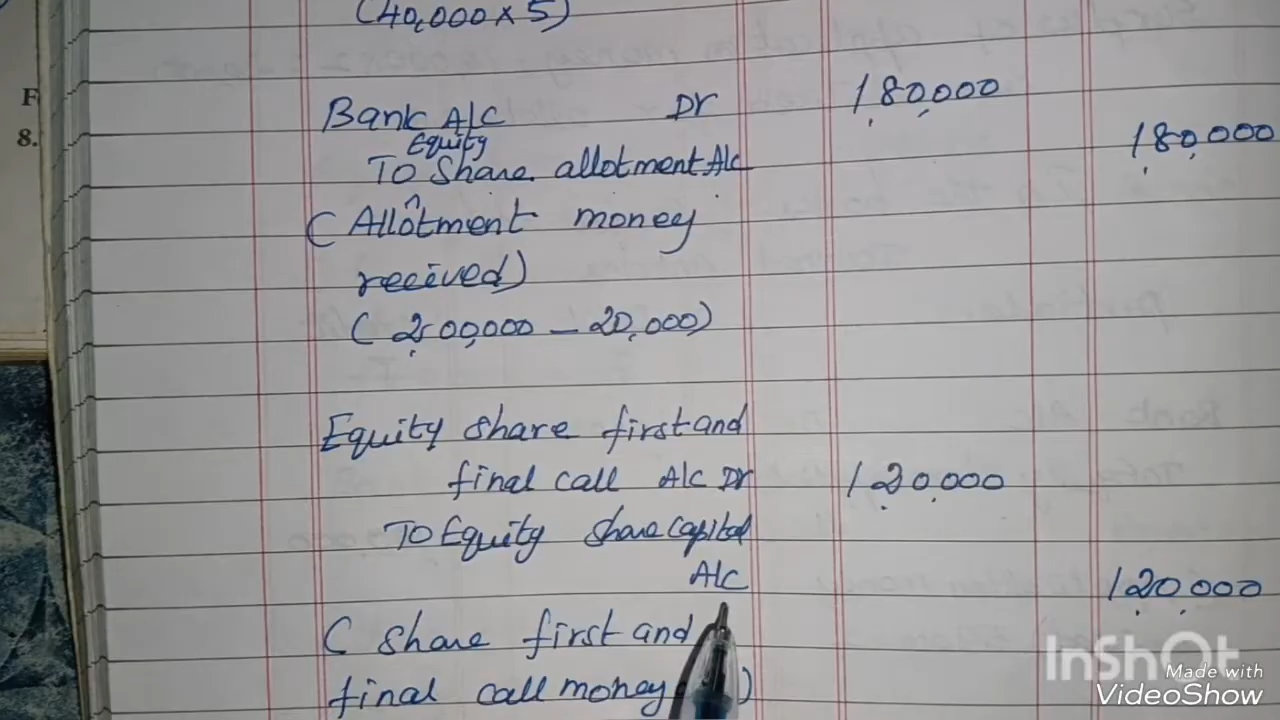 (40,000 x 5)
F
8.
Bank A/C Dr 1,80,000
Equity
To Share allotment A/c 1,80,000
( Allotment money
received)
( 2,00,000 – 20,000)
Equity share first and
final call A/c Dr 1,20,000
To Equity share capital
A/c 1,20,000
( share first and
final call money )
InShOt
Made with
VideoShow